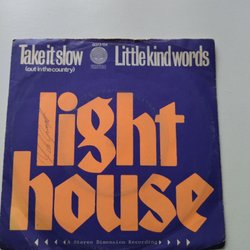 Take it slow
(out in the country)
Little kind words
light
house
A Stereo Dimension Recording